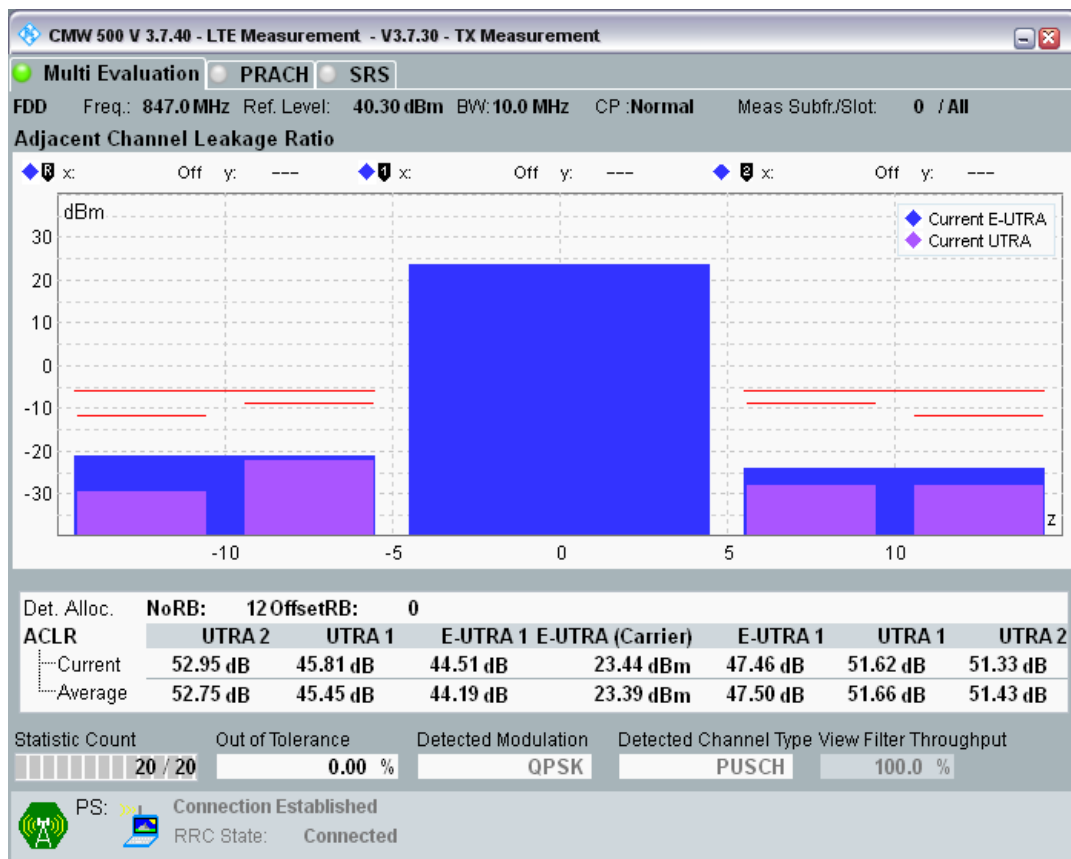 CMW 500 V 3.7.40 - LTE Measurement - V3.7.30 - TX Measurement
Multi Evaluation PRACH SRS
FDD Freq.: 847.0 MHz Ref. Level: 40.30 dBm BW: 10.0 MHz CP :Normal Meas Subfr./Slot: 0 / All
Adjacent Channel Leakage Ratio
R x: Off y: --- 1 x: Off y: --- 2 x: Off y: ---
dBm
Current E-UTRA
Current UTRA
30
20
10
0
-10
-20
-30
z
-10 -5 0 5 10
Det. Alloc. NoRB: 12 OffsetRB: 0
ACLR UTRA 2 UTRA 1 E-UTRA 1 E-UTRA (Carrier) E-UTRA 1 UTRA 1 UTRA 2
Current 52.95 dB 45.81 dB 44.51 dB 23.44 dBm 47.46 dB 51.62 dB 51.33 dB
Average 52.75 dB 45.45 dB 44.19 dB 23.39 dBm 47.50 dB 51.66 dB 51.43 dB
Statistic Count Out of Tolerance Detected Modulation Detected Channel Type View Filter Throughput
20 / 20 0.00 % QPSK PUSCH 100.0 %
PS: Connection Established
RRC State: Connected